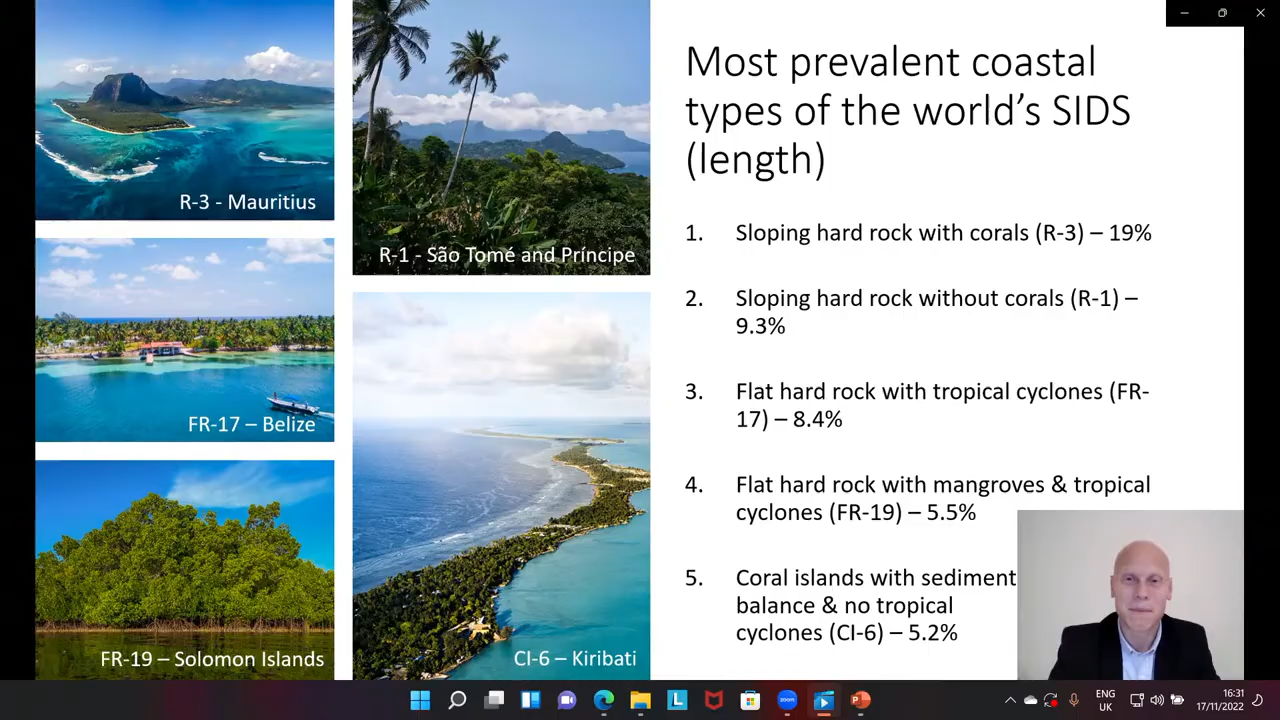 Most prevalent coastal
types of the world's SIDS
(length)
R-3 - Mauritius
R-1 - São Tomé and Príncipe
FR-17 – Belize
FR-19 – Solomon Islands
CI-6 – Kiribati
1. Sloping hard rock with corals (R-3) – 19%
2. Sloping hard rock without corals (R-1) –
9.3%
3. Flat hard rock with tropical cyclones (FR-
17) – 8.4%
4. Flat hard rock with mangroves & tropical
cyclones (FR-19) – 5.5%
5. Coral islands with sediment
balance & no tropical
cyclones (CI-6) – 5.2%
L
zoom
P
ENG
UK
16:31
17/11/2022